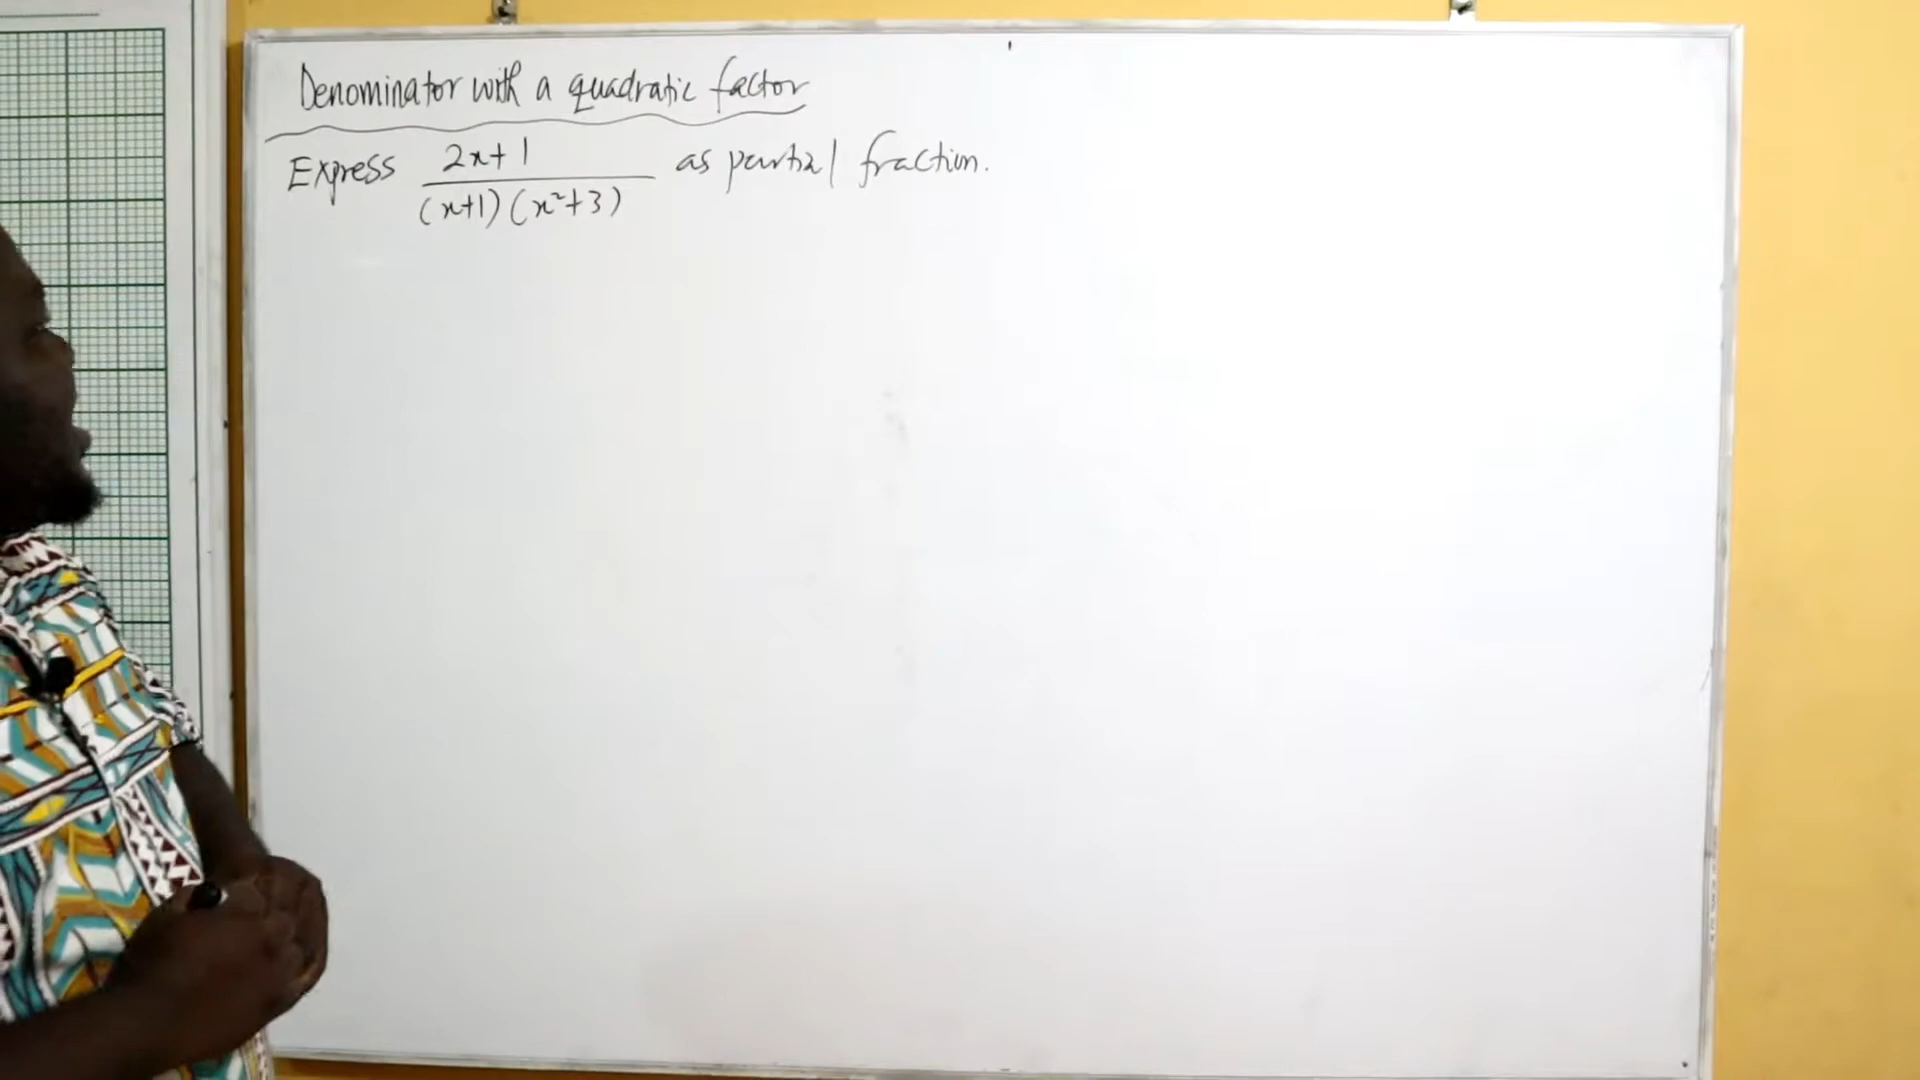 Denominator with a quadratic factor
Express 2x+1 / (x+1)(x²+3) as partial fraction.